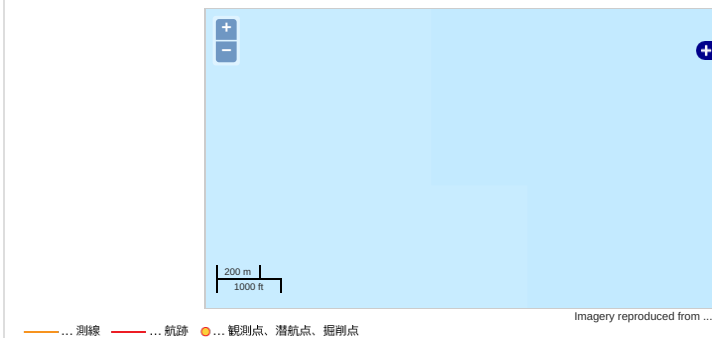 +
−
+
200 m
1000 ft
Imagery reproduced from ...
... 測線 ... 航跡 ... 観測点、潜航点、掘削点